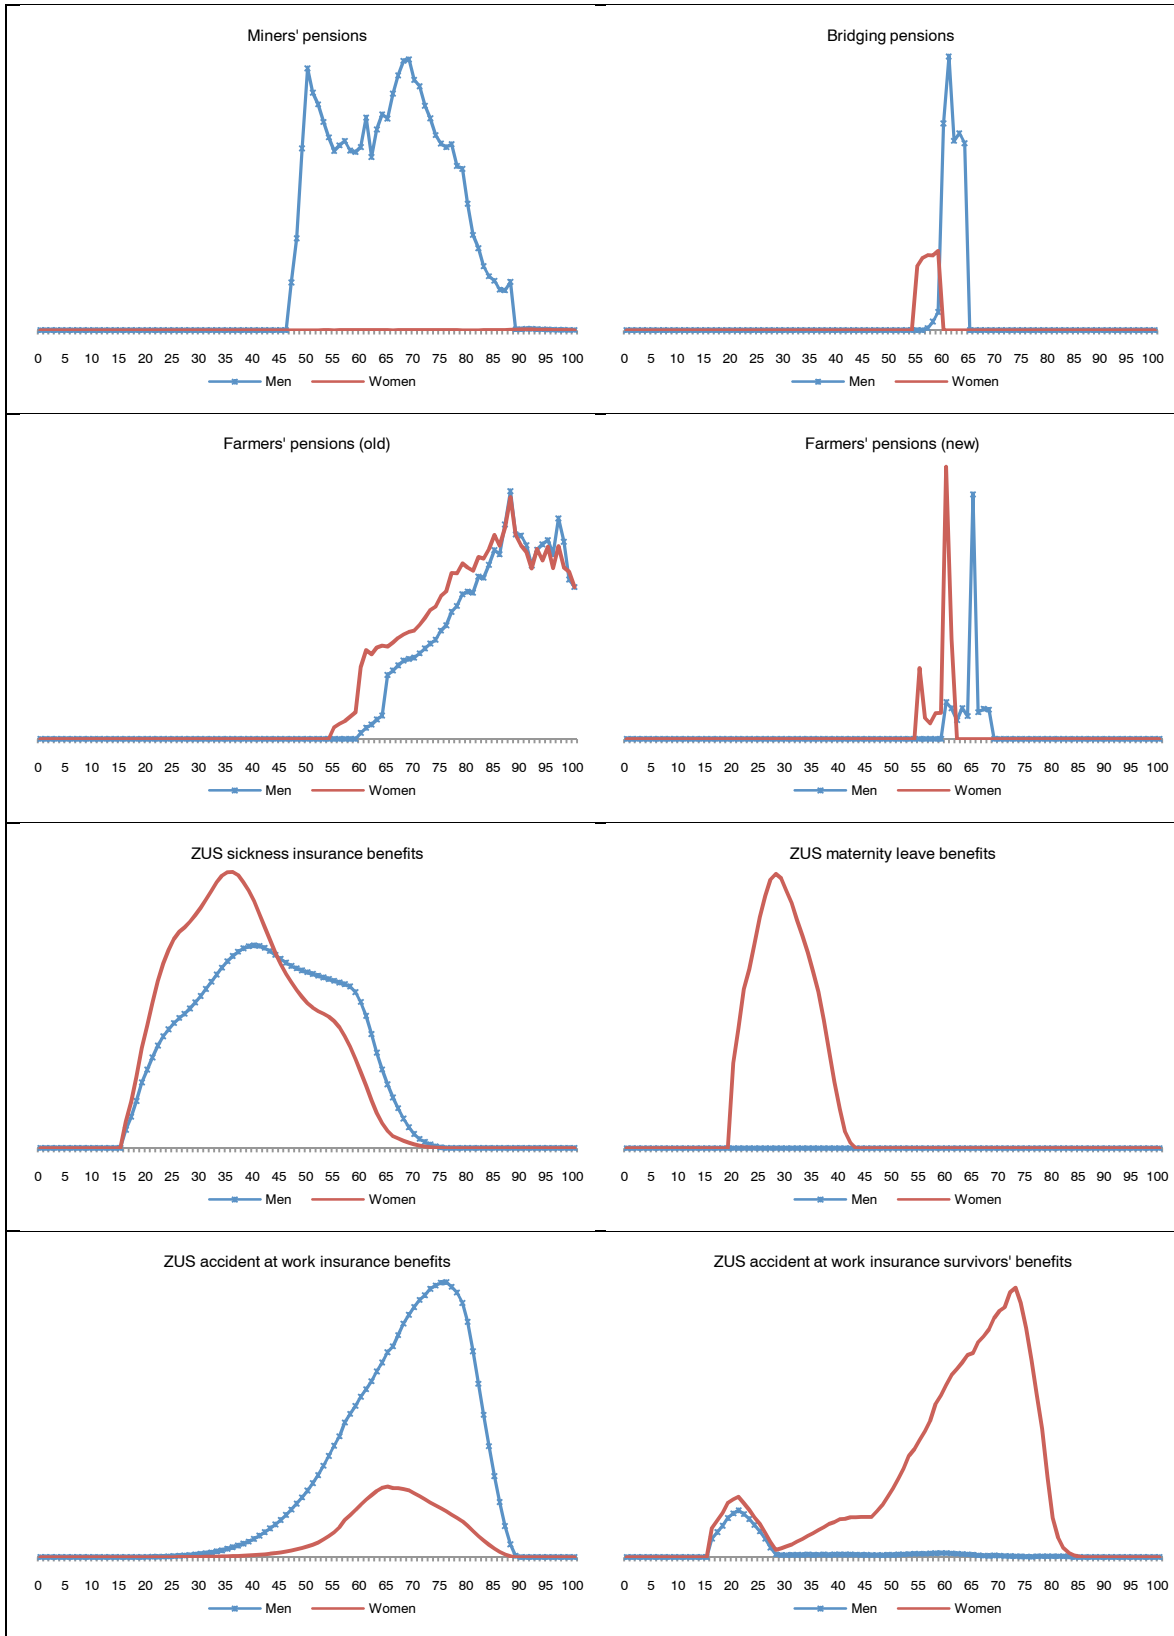 Miners' pensions
0 5 10 15 20 25 30 35 40 45 50 55 60 65 70 75 80 85 90 95 100
Men Women
Bridging pensions
0 5 10 15 20 25 30 35 40 45 50 55 60 65 70 75 80 85 90 95 100
Men Women
Farmers' pensions (old)
0 5 10 15 20 25 30 35 40 45 50 55 60 65 70 75 80 85 90 95 100
Men Women
Farmers' pensions (new)
0 5 10 15 20 25 30 35 40 45 50 55 60 65 70 75 80 85 90 95 100
Men Women
ZUS sickness insurance benefits
0 5 10 15 20 25 30 35 40 45 50 55 60 65 70 75 80 85 90 95 100
Men Women
ZUS maternity leave benefits
0 5 10 15 20 25 30 35 40 45 50 55 60 65 70 75 80 85 90 95 100
Men Women
ZUS accident at work insurance benefits
0 5 10 15 20 25 30 35 40 45 50 55 60 65 70 75 80 85 90 95 100
Men Women
ZUS accident at work insurance survivors' benefits
0 5 10 15 20 25 30 35 40 45 50 55 60 65 70 75 80 85 90 95 100
Men Women